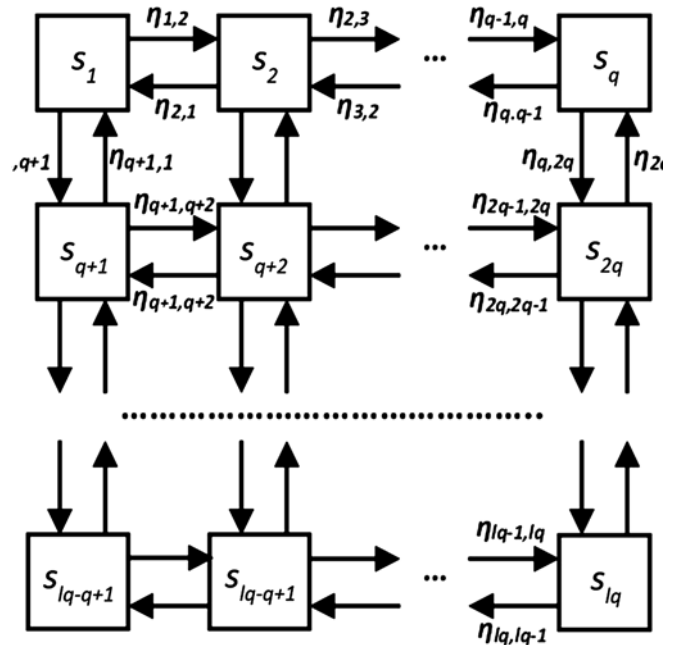 η1,2 η2,3 ηq-1,q
S1 S2 ... Sq
η2,1 η3,2 ηq.q-1
,q+1 ηq+1,1 ηq,2q η2q
ηq+1,q+2 η2q-1,2q
Sq+1 Sq+2 ... S2q
ηq+1,q+2 η2q,2q-1
ηlq-1,lq
Slq-q+1 Slq-q+1 ... Slq
ηlq,lq-1